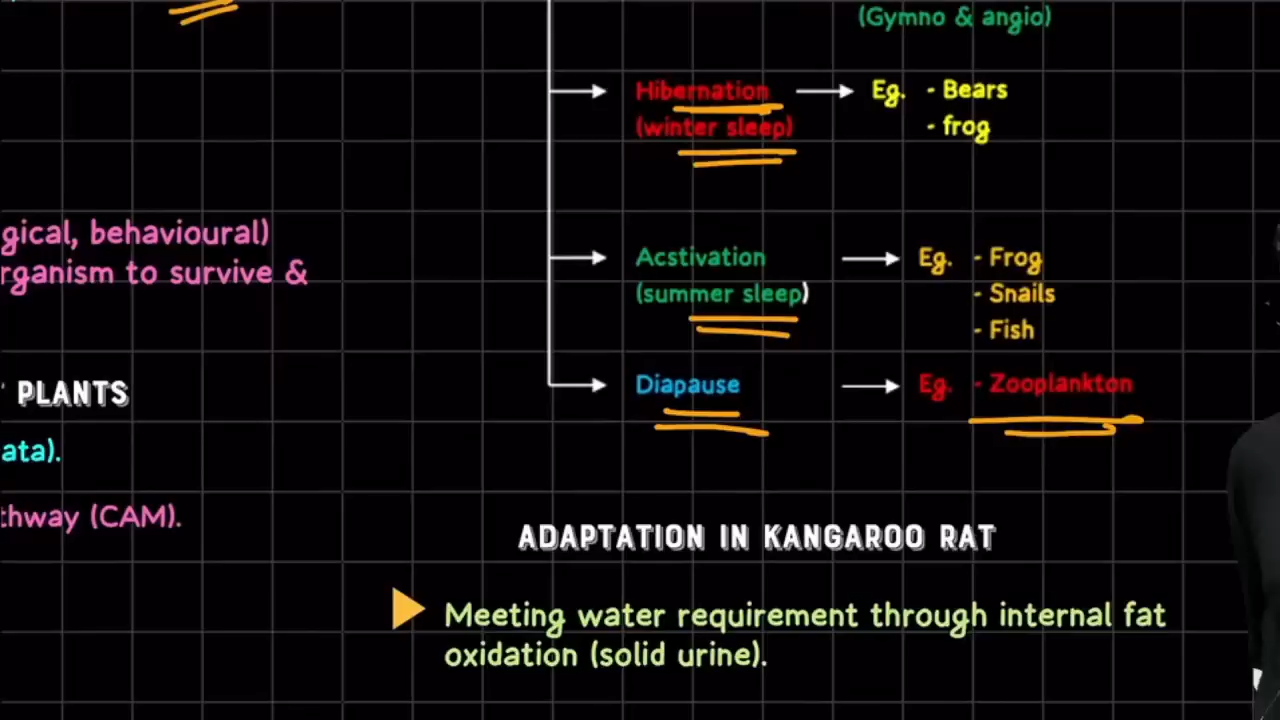 (Gymno & angio)
Hibernation Eg. - Bears
(winter sleep) - frog
gical, behavioural)
rganism to survive &
Acstivation Eg. - Frog
(summer sleep) - Snails
- Fish
PLANTS
Diapause Eg. - Zooplankton
ata).
thway (CAM).
ADAPTATION IN KANGAROO RAT
Meeting water requirement through internal fat
oxidation (solid urine).